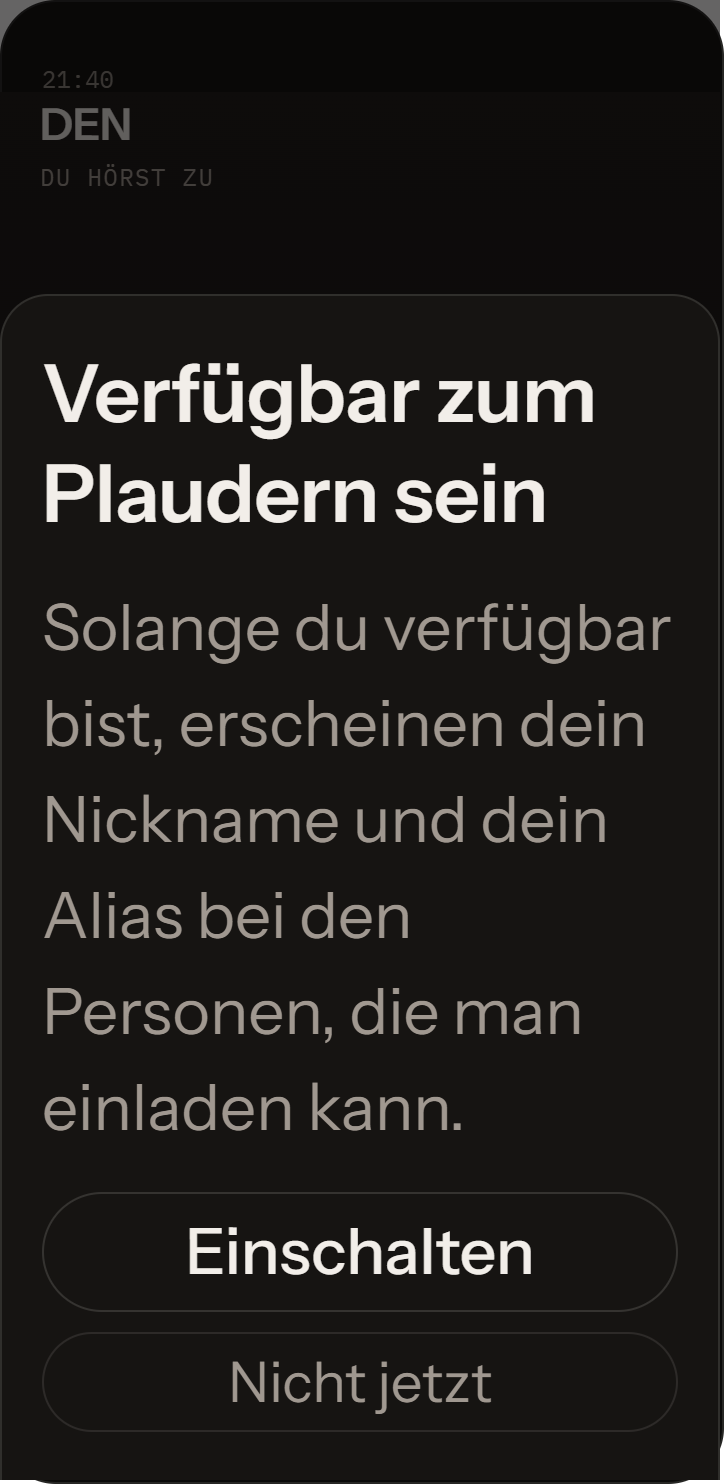 21:40
DEN
DU HÖRST ZU
Verfügbar zum
Plaudern sein
Solange du verfügbar
bist, erscheinen dein
Nickname und dein
Alias bei den
Personen, die man
einladen kann.
Einschalten
Nicht jetzt